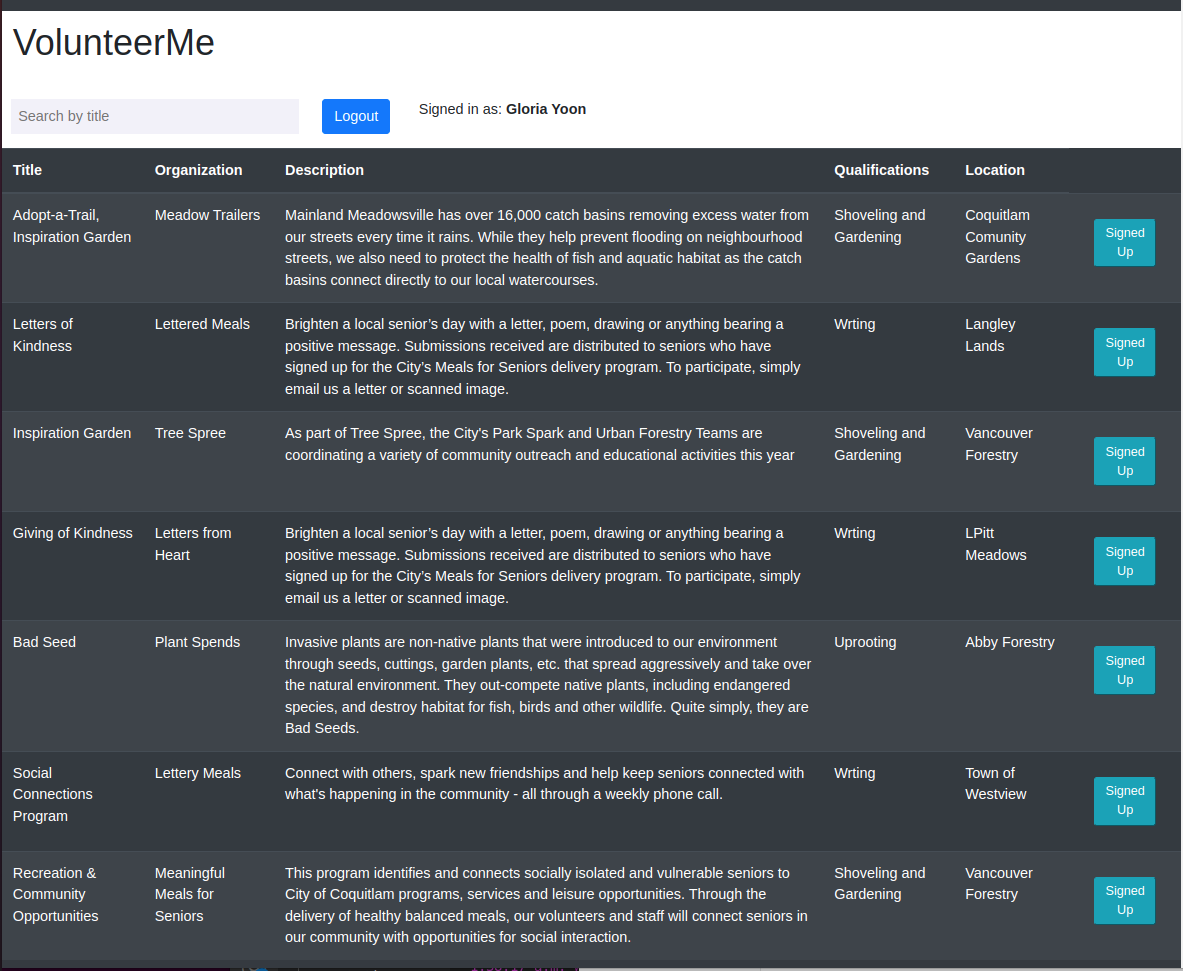 VolunteerMe
Search by title
Logout
Signed in as: Gloria Yoon
Title Organization Description Qualifications Location
Adopt-a-Trail,
Inspiration Garden
Meadow Trailers
Mainland Meadowsville has over 16,000 catch basins removing excess water from
our streets every time it rains. While they help prevent flooding on neighbourhood
streets, we also need to protect the health of fish and aquatic habitat as the catch
basins connect directly to our local watercourses.
Shoveling and
Gardening
Coquitlam
Comunity
Gardens
Signed
Up
Letters of
Kindness
Lettered Meals
Brighten a local senior’s day with a letter, poem, drawing or anything bearing a
positive message. Submissions received are distributed to seniors who have
signed up for the City’s Meals for Seniors delivery program. To participate, simply
email us a letter or scanned image.
Wrting
Langley
Lands
Signed
Up
Inspiration Garden
Tree Spree
As part of Tree Spree, the City's Park Spark and Urban Forestry Teams are
coordinating a variety of community outreach and educational activities this year
Shoveling and
Gardening
Vancouver
Forestry
Signed
Up
Giving of Kindness
Letters from
Heart
Brighten a local senior’s day with a letter, poem, drawing or anything bearing a
positive message. Submissions received are distributed to seniors who have
signed up for the City’s Meals for Seniors delivery program. To participate, simply
email us a letter or scanned image.
Wrting
LPitt
Meadows
Signed
Up
Bad Seed
Plant Spends
Invasive plants are non-native plants that were introduced to our environment
through seeds, cuttings, garden plants, etc. that spread aggressively and take over
the natural environment. They out-compete native plants, including endangered
species, and destroy habitat for fish, birds and other wildlife. Quite simply, they are
Bad Seeds.
Uprooting
Abby Forestry
Signed
Up
Social
Connections
Program
Lettery Meals
Connect with others, spark new friendships and help keep seniors connected with
what's happening in the community - all through a weekly phone call.
Wrting
Town of
Westview
Signed
Up
Recreation &
Community
Opportunities
Meaningful
Meals for
Seniors
This program identifies and connects socially isolated and vulnerable seniors to
City of Coquitlam programs, services and leisure opportunities. Through the
delivery of healthy balanced meals, our volunteers and staff will connect seniors in
our community with opportunities for social interaction.
Shoveling and
Gardening
Vancouver
Forestry
Signed
Up